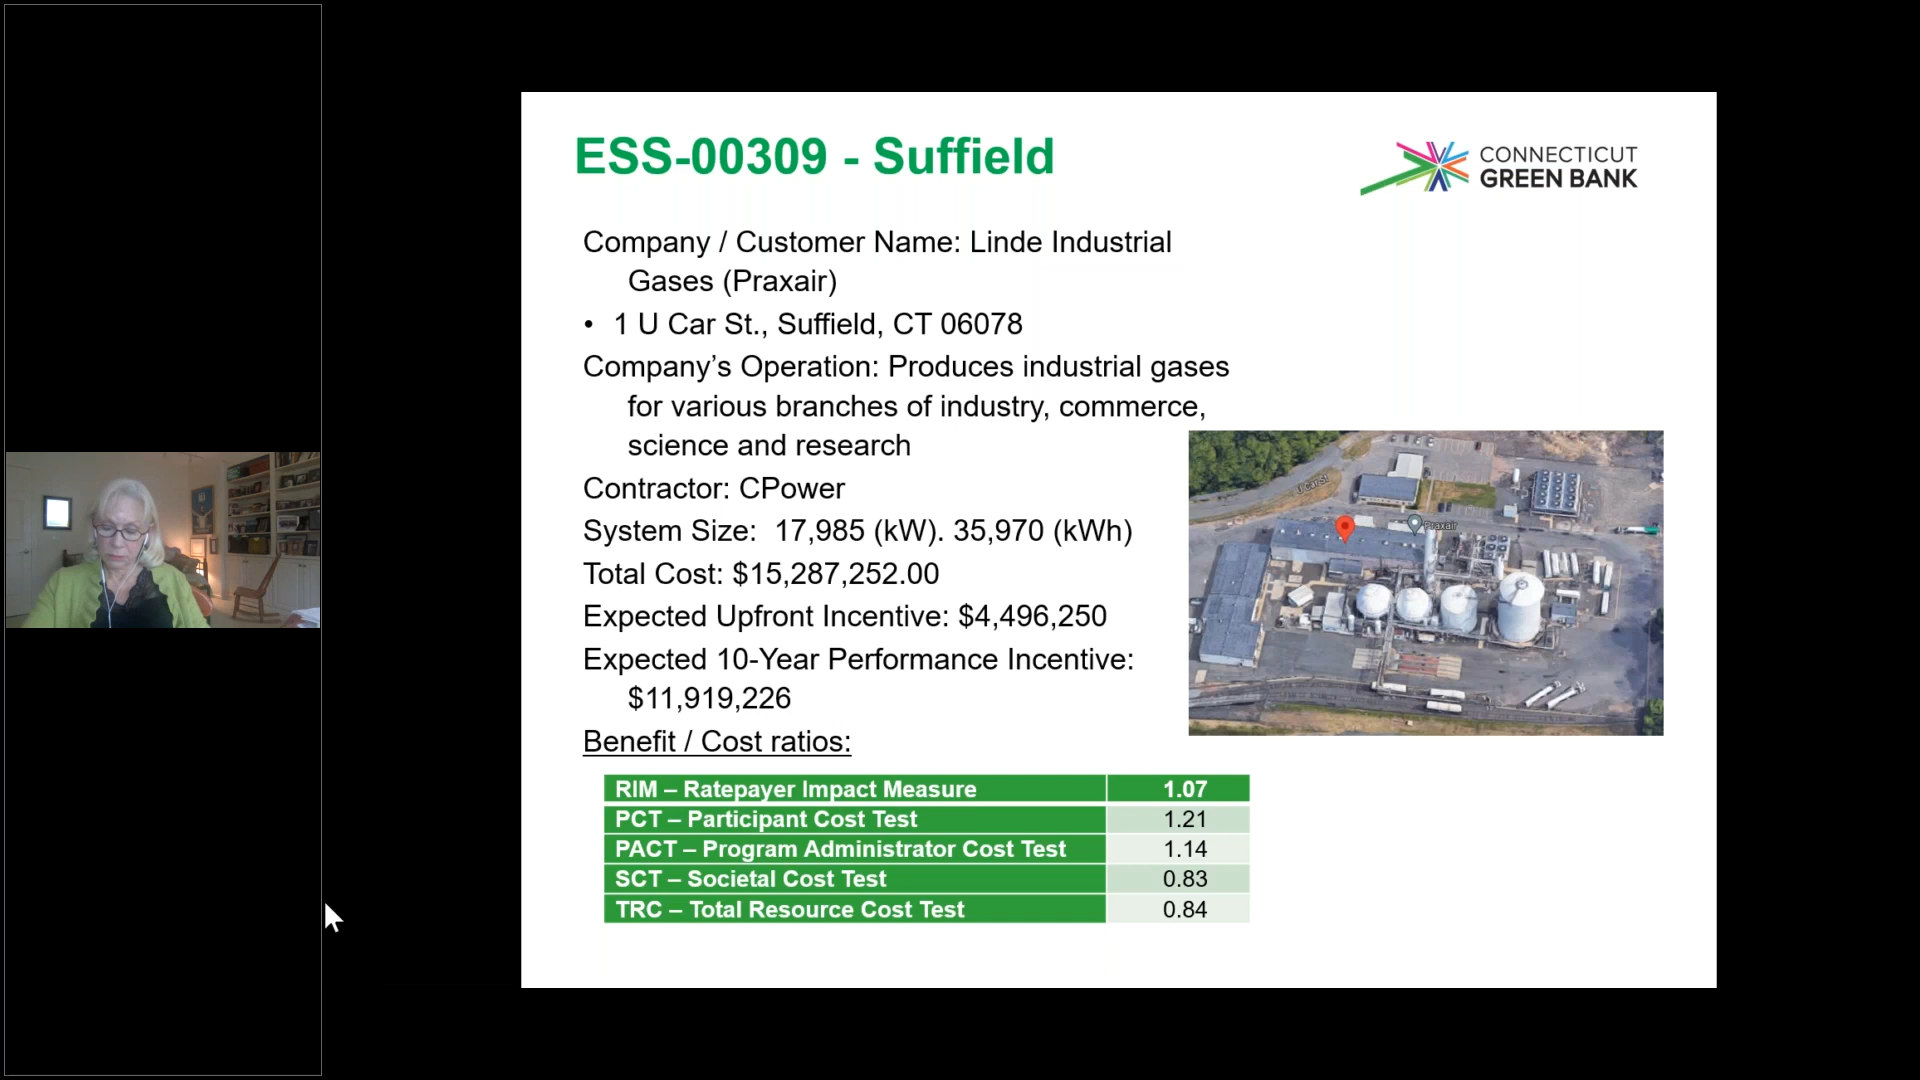 ESS-00309 - Suffield
CONNECTICUT
GREEN BANK
Company / Customer Name: Linde Industrial
Gases (Praxair)
• 1 U Car St., Suffield, CT 06078
Company’s Operation: Produces industrial gases
for various branches of industry, commerce,
science and research
Contractor: CPower
System Size:  17,985 (kW). 35,970 (kWh)
Total Cost: $15,287,252.00
Expected Upfront Incentive: $4,496,250
Expected 10-Year Performance Incentive:
$11,919,226
Benefit / Cost ratios:
RIM – Ratepayer Impact Measure 1.07
PCT – Participant Cost Test 1.21
PACT – Program Administrator Cost Test 1.14
SCT – Societal Cost Test 0.83
TRC – Total Resource Cost Test 0.84
U Car St
Praxair